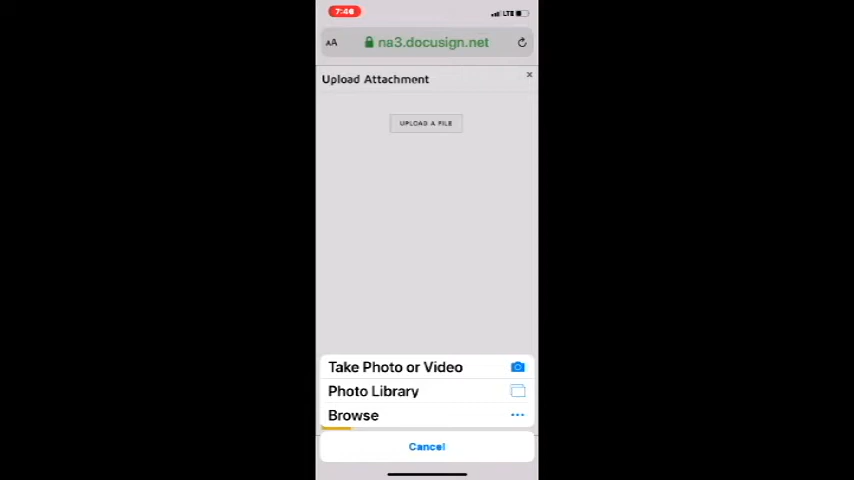 7:46
LTE
AA na3.docusign.net
Upload Attachment
UPLOAD A FILE
Take Photo or Video
Photo Library
Browse
Cancel